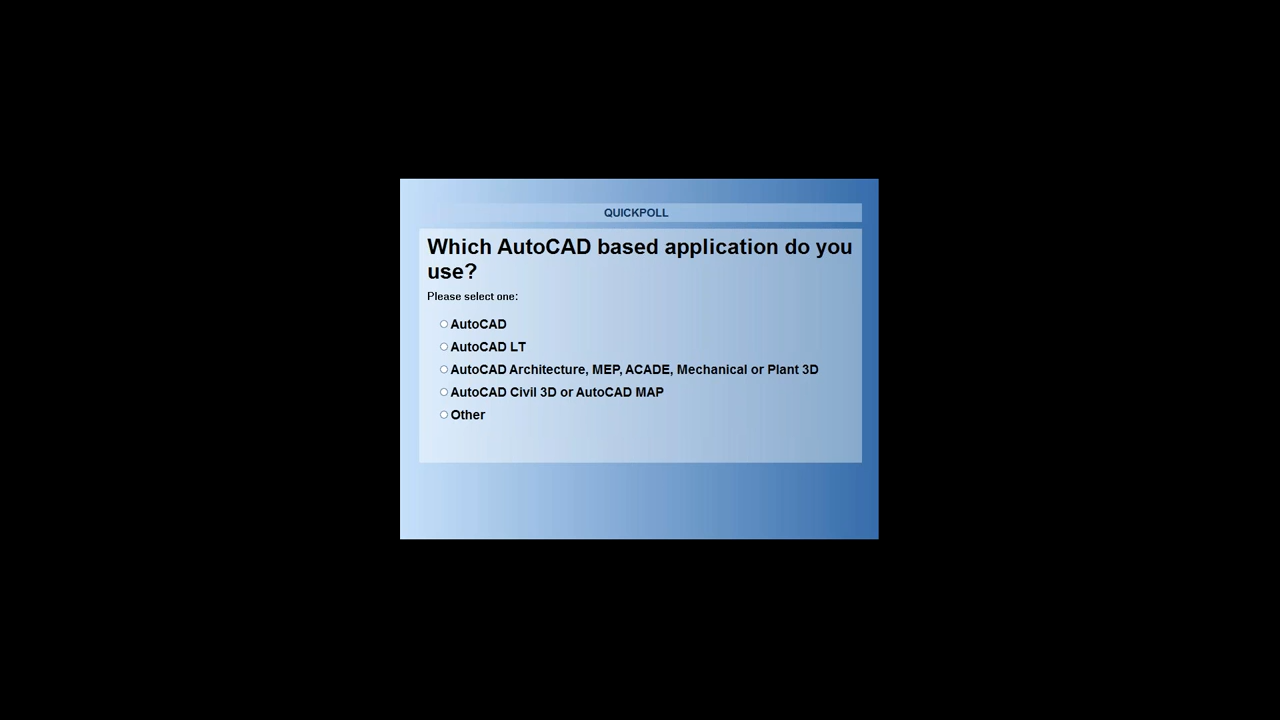 QUICKPOLL
Which AutoCAD based application do you
use?
Please select one:
AutoCAD
AutoCAD LT
AutoCAD Architecture, MEP, ACADE, Mechanical or Plant 3D
AutoCAD Civil 3D or AutoCAD MAP
Other